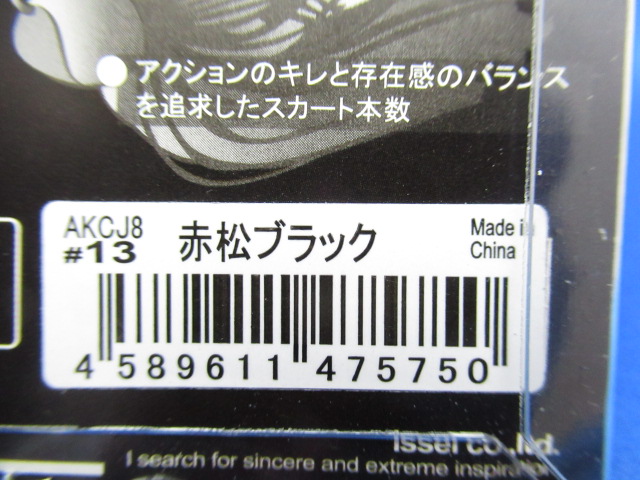 アクションのキレと存在感のバランス
を追求したスカート本数
AKCJ8
#13
赤松ブラック
Made in
China
4 589611 475750
issei co.,ltd.
I search for sincere and extreme inspiration